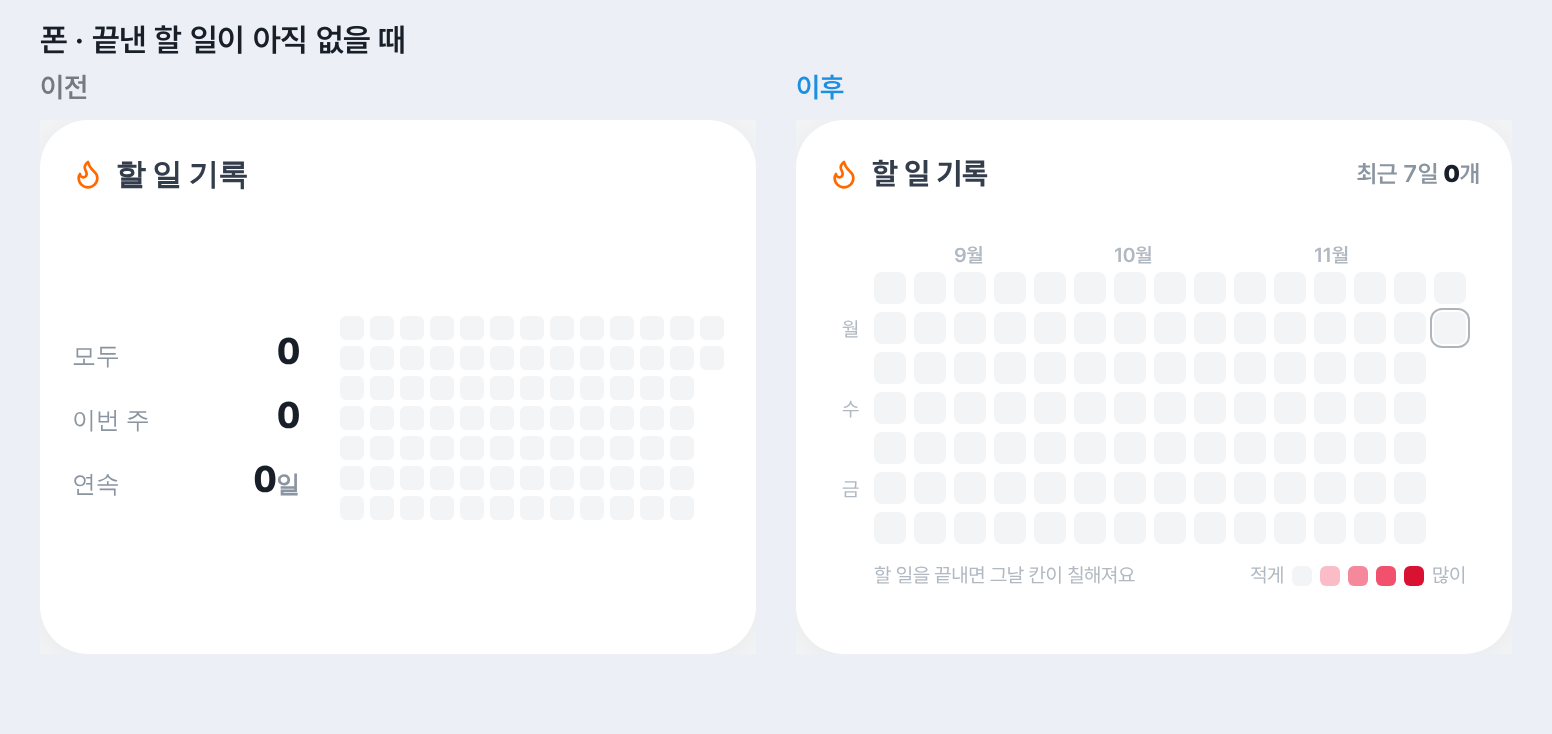 폰 · 끝낸 할 일이 아직 없을 때
이전
할 일 기록
모두 0
이번 주 0
연속 0일
이후
할 일 기록 최근 7일 0개
9월 10월 11월
월
수
금
할 일을 끝내면 그날 칸이 칠해져요 적게 많이